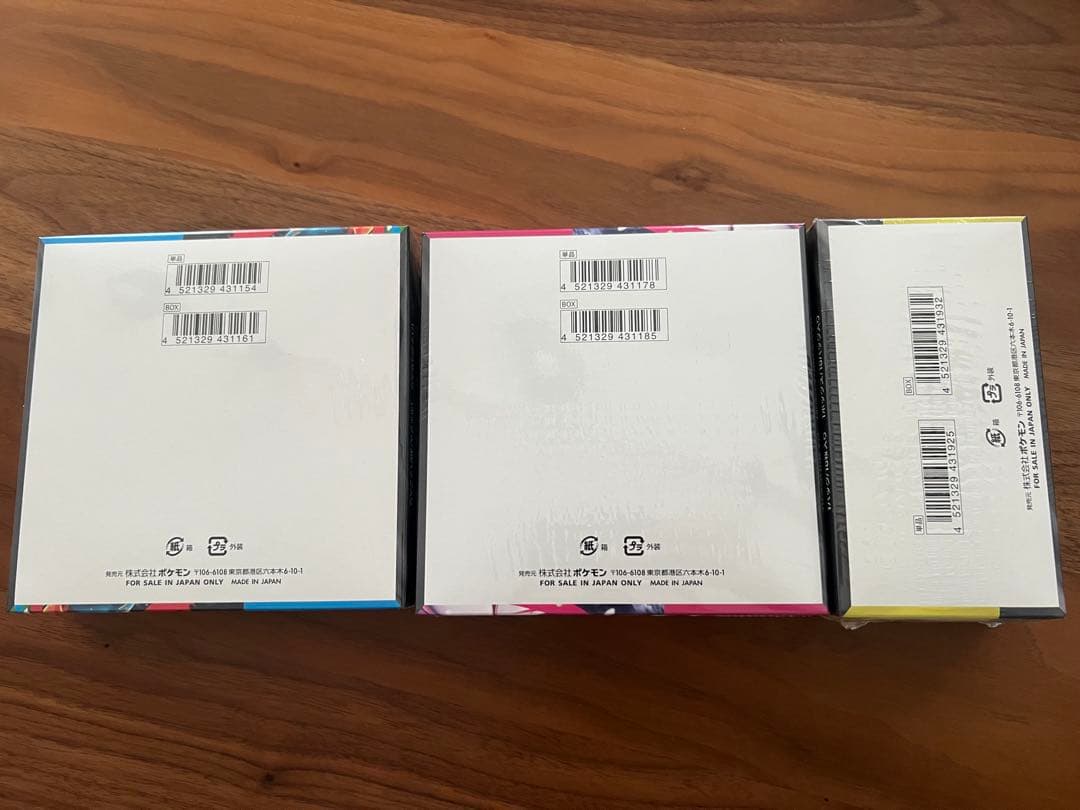 単品
4 521329 431154
BOX
4 521329 431161
紙 箱 プラ 外装
発売元 株式会社ポケモン 〒106-6108 東京都港区六本木6-10-1
FOR SALE IN JAPAN ONLY MADE IN JAPAN
単品
4 521329 431178
BOX
4 521329 431185
紙 箱 プラ 外装
発売元 株式会社ポケモン 〒106-6108 東京都港区六本木6-10-1
FOR SALE IN JAPAN ONLY MADE IN JAPAN
単品
4 521329 431925
BOX
4 521329 431932
紙 箱 プラ 外装
発売元 株式会社ポケモン 〒106-6108 東京都港区六本木6-10-1
FOR SALE IN JAPAN ONLY MADE IN JAPAN